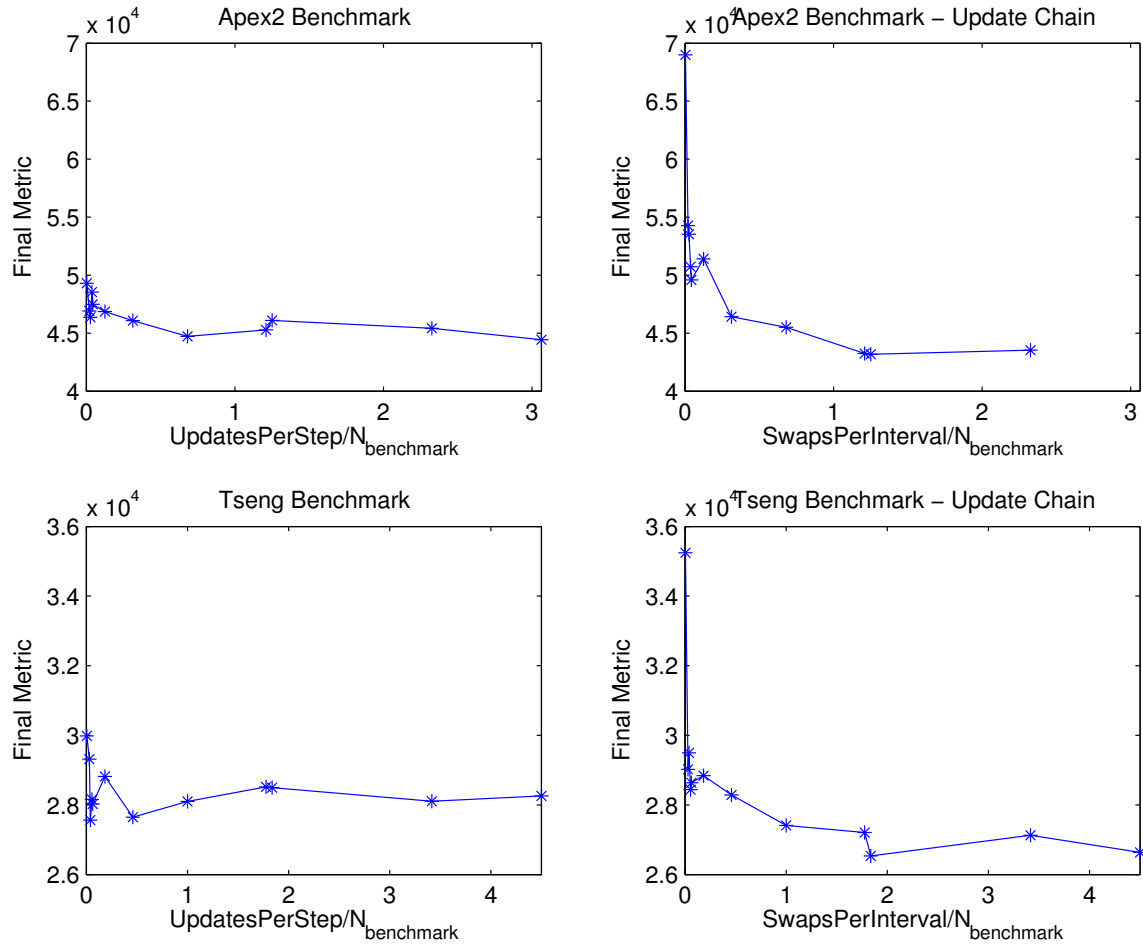 Apex2 Benchmark
x 10^4
7
6.5
6
5.5
5
4.5
4
Final Metric
0 1 2 3
UpdatesPerStep/N_benchmark
Apex2 Benchmark − Update Chain
x 10^4
7
6.5
6
5.5
5
4.5
4
Final Metric
0 1 2 3
SwapsPerInterval/N_benchmark
Tseng Benchmark
x 10^4
3.6
3.4
3.2
3
2.8
2.6
Final Metric
0 1 2 3 4
UpdatesPerStep/N_benchmark
Tseng Benchmark − Update Chain
x 10^4
3.6
3.4
3.2
3
2.8
2.6
Final Metric
0 1 2 3 4
SwapsPerInterval/N_benchmark